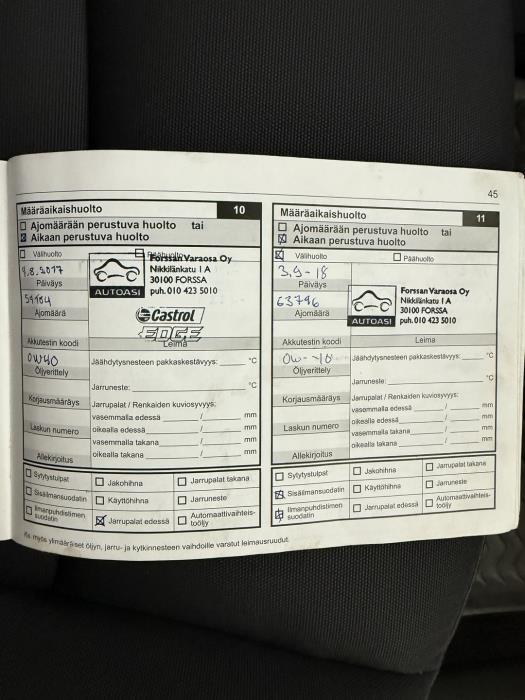 45
Määräaikaishuolto 10
Ajomäärään perustuva huolto tai
Aikaan perustuva huolto
Välihuolto
Päähuolto
Forssan Varaosa Oy
Nikkilänkatu 1 A
30100 FORSSA
puh. 010 423 5010
AUTOASI
.8.2017
Päiväys
Ajomäärä
Castrol
EDGE
Leima
Akkutestin koodi
0W40
Öljyerittely
Jäähdytysnesteen pakkaskestävyys: °C
Jarruneste: °C
Korjausmääräys
Jarrupalat / Renkaiden kuviosyvyys:
vasemmalla edessä / mm
Laskun numero
oikealla edessä / mm
vasemmalla takana / mm
Allekirjoitus
oikealla takana / mm
Sytytystulpat
Jakohihna
Jarrupalat takana
Sisäilmansuodatin
Käyttöhihna
Jarruneste
Ilmanpuhdistimen suodatin
Jarrupalat edessä
Automaattivaihteis-
toöljy
myös ylimääräiset öljyn, jarru- ja kytkinnesteen vaihdoille varatut leimausruudut.
Määräaikaishuolto 11
Ajomäärään perustuva huolto tai
Aikaan perustuva huolto
Välihuolto
Päähuolto
3.9-18
Päiväys
63796
Ajomäärä
AUTOASI
Forssan Varaosa Oy
Nikkilänkatu 1 A
30100 FORSSA
puh. 010 423 5010
Akkutestin koodi
Leima
Öljyerittely
Jäähdytysnesteen pakkaskestävyys: °C
Jarruneste: °C
Korjausmääräys
Jarrupalat / Renkaiden kuviosyvyys:
vasemmalla edessä / mm
Laskun numero
oikealla edessä / mm
vasemmalla takana / mm
Allekirjoitus
oikealla takana / mm
Sytytystulpat
Jakohihna
Jarrupalat takana
Sisäilmansuodatin
Käyttöhihna
Jarruneste
Ilmanpuhdistimen
suodatin
Jarrupalat edessä
Automaattivaihteis-
toöljy